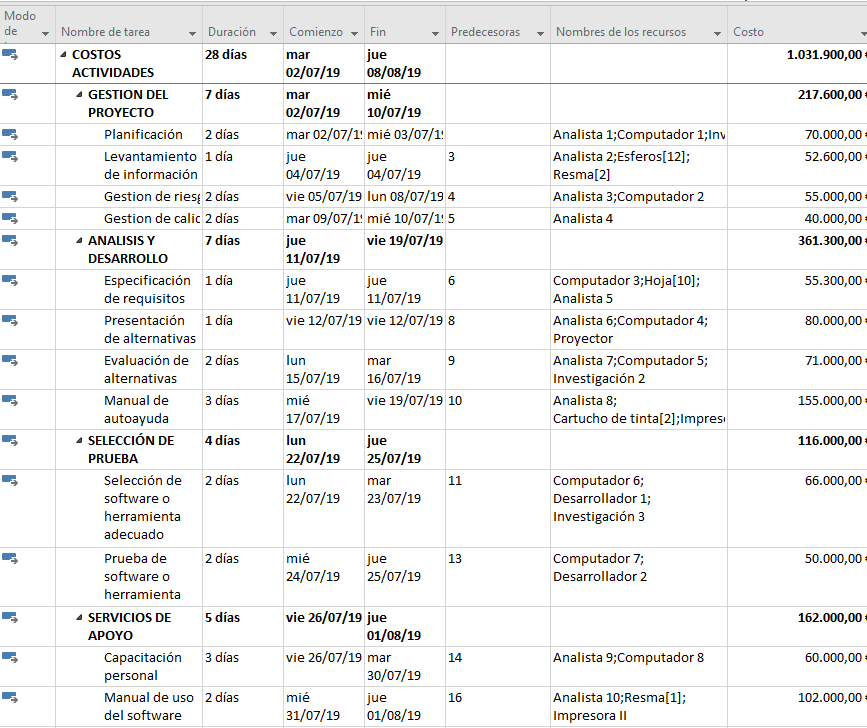 Modo de
Nombre de tarea Duración Comienzo Fin Predecesoras Nombres de los recursos Costo
COSTOS ACTIVIDADES 28 días mar 02/07/19 jue 08/08/19 1.031.900,00
GESTION DEL PROYECTO 7 días mar 02/07/19 mié 10/07/19 217.600,00
Planificación 2 días mar 02/07/19 mié 03/07/19 Analista 1;Computador 1;Inv 70.000,00
Levantamiento de información 1 día jue 04/07/19 jue 04/07/19 3 Analista 2;Esferos[12]; Resma[2] 52.600,00
Gestion de riesg 2 días vie 05/07/19 lun 08/07/19 4 Analista 3;Computador 2 55.000,00
Gestion de calic 2 días mar 09/07/19 mié 10/07/19 5 Analista 4 40.000,00
ANALISIS Y DESARROLLO 7 días jue 11/07/19 vie 19/07/19 361.300,00
Especificación de requisitos 1 día jue 11/07/19 jue 11/07/19 6 Computador 3;Hoja[10]; Analista 5 55.300,00
Presentación de alternativas 1 día vie 12/07/19 vie 12/07/19 8 Analista 6;Computador 4; Proyector 80.000,00
Evaluación de alternativas 2 días lun 15/07/19 mar 16/07/19 9 Analista 7;Computador 5; Investigación 2 71.000,00
Manual de autoayuda 3 días mié 17/07/19 vie 19/07/19 10 Analista 8; Cartucho de tinta[2];Impres 155.000,00
SELECCIÓN DE PRUEBA 4 días lun 22/07/19 jue 25/07/19 116.000,00
Selección de software o herramienta adecuado 2 días lun 22/07/19 mar 23/07/19 11 Computador 6; Desarrollador 1; Investigación 3 66.000,00
Prueba de software o herramienta 2 días mié 24/07/19 jue 25/07/19 13 Computador 7; Desarrollador 2 50.000,00
SERVICIOS DE APOYO 5 días vie 26/07/19 jue 01/08/19 162.000,00
Capacitación personal 3 días vie 26/07/19 mar 30/07/19 14 Analista 9;Computador 8 60.000,00
Manual de uso del software 2 días mié 31/07/19 jue 01/08/19 16 Analista 10;Resma[1]; Impresora II 102.000,00